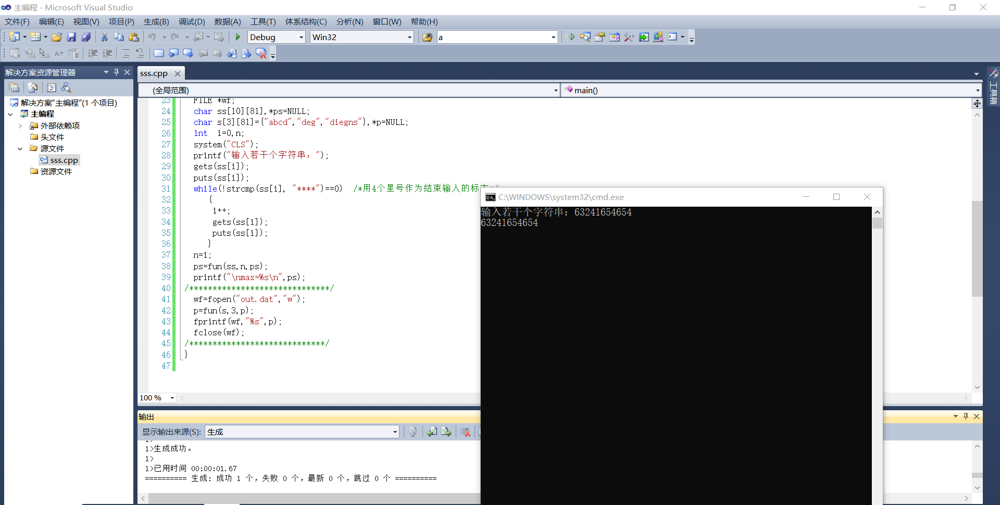 主编程 - Microsoft Visual Studio
文件(F) 编辑(E) 视图(V) 项目(P) 生成(B) 调试(D) 数据(A) 工具(T) 体系结构(C) 分析(N) 窗口(W) 帮助(H)
Debug Win32 a
解决方案资源管理器
sss.cpp
工具箱
(全局范围) main()
解决方案“主编程”(1 个项目)
主编程
外部依赖项
头文件
源文件
sss.cpp
资源文件
23 FILE *wf;
24 char ss[10][81],*ps=NULL;
25 char s[3][81]={"abcd","deg","diegns"},*p=NULL;
26 int  i=0,n;
27 system("CLS");
28 printf("输入若干个字符串：");
29 gets(ss[i]);
30 puts(ss[i]);
31 while(!strcmp(ss[i], "****")==0)  /*用4个星号作为结束输入的标志*/
32 {
33 i++;
34 gets(ss[i]);
35 puts(ss[i]);
36 }
37 n=i;
38 ps=fun(ss,n,ps);
39 printf("\nmax=%s\n",ps);
40 /******************************/
41 wf=fopen("out.dat","w");
42 p=fun(s,3,p);
43 fprintf(wf,"%s",p);
44 fclose(wf);
45 /*****************************/
46 }
47
100 %
C:\WINDOWS\system32\cmd.exe
输入若干个字符串：63241654654
63241654654
输出
显示输出来源(S): 生成
1>
1>生成成功。
1>
1>已用时间 00:00:01.67
========== 生成：成功 1 个，失败 0 个，最新 0 个，跳过 0 个 ==========